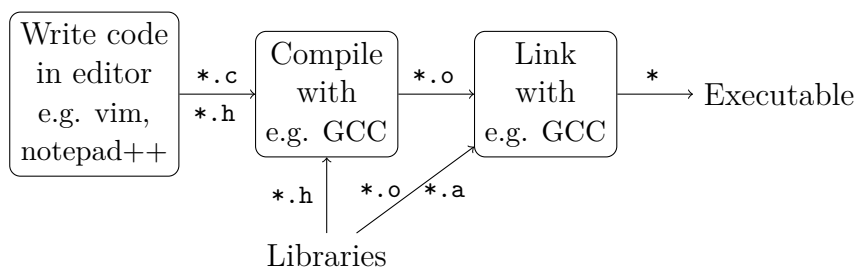 Write code
in editor
e.g. vim,
notepad++
*.c
*.h
Compile
with
e.g. GCC
*.o
Link
with
e.g. GCC
*
Executable
*.h
*.o
*.a
Libraries